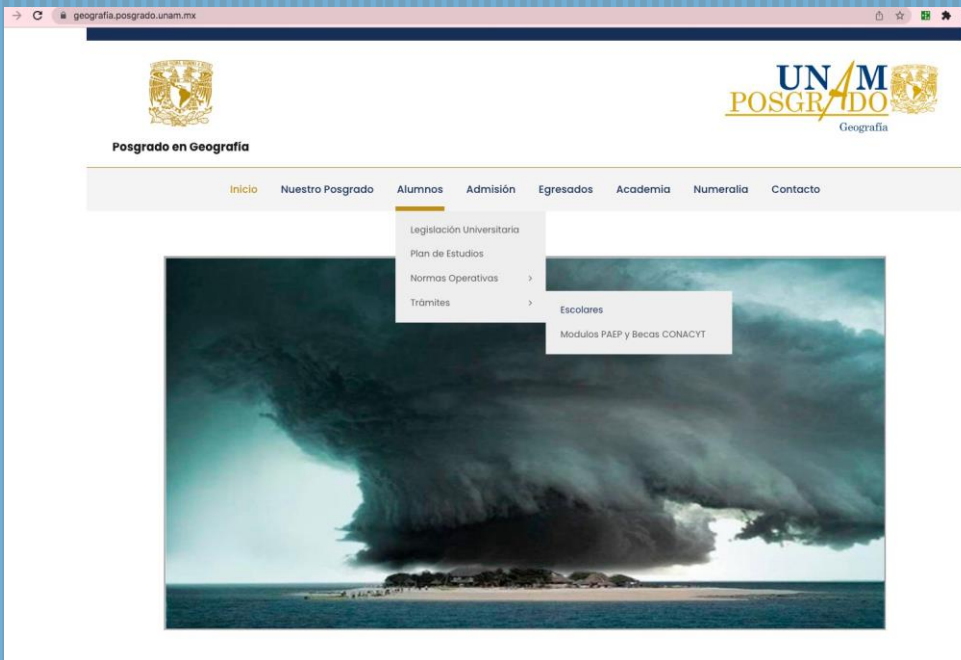 geografia.posgrado.unam.mx
UNAM
POSGRADO
Geografía
Posgrado en Geografía
Inicio Nuestro Posgrado Alumnos Admisión Egresados Academia Numeralia Contacto
Legislación Universitaria
Plan de Estudios
Normas Operativas
Trámites
Escolares
Modulos PAEP y Becas CONACYT